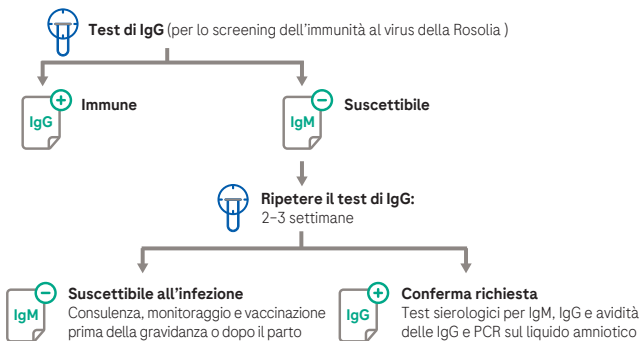 Test di IgG (per lo screening dell'immunità al virus della Rosolia )
IgG
Immune
IgM
Suscettibile
Ripetere il test di IgG:
2–3 settimane
IgM
Suscettibile all'infezione
Consulenza, monitoraggio e vaccinazione
prima della gravidanza o dopo il parto
IgG
Conferma richiesta
Test sierologici per IgM, IgG e avidità
delle IgG e PCR sul liquido amniotico